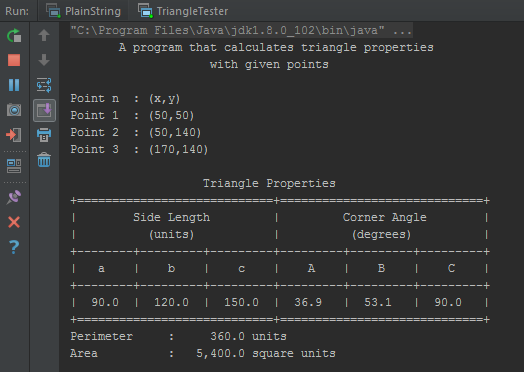 Run: PlainString TriangleTester
"C:\Program Files\Java\jdk1.8.0_102\bin\java" ...
A program that calculates triangle properties
with given points
Point n : (x,y)
Point 1 : (50,50)
Point 2 : (50,140)
Point 3 : (170,140)
Triangle Properties
+============================+=============================+
| Side Length | Corner Angle |
| (units) | (degrees) |
+--------+---------+---------+---------+---------+---------+
| a | b | c | A | B | C |
+--------+---------+---------+---------+---------+---------+
| 90.0 | 120.0 | 150.0 | 36.9 | 53.1 | 90.0 |
+============================+=============================+
Perimeter : 360.0 units
Area : 5,400.0 square units